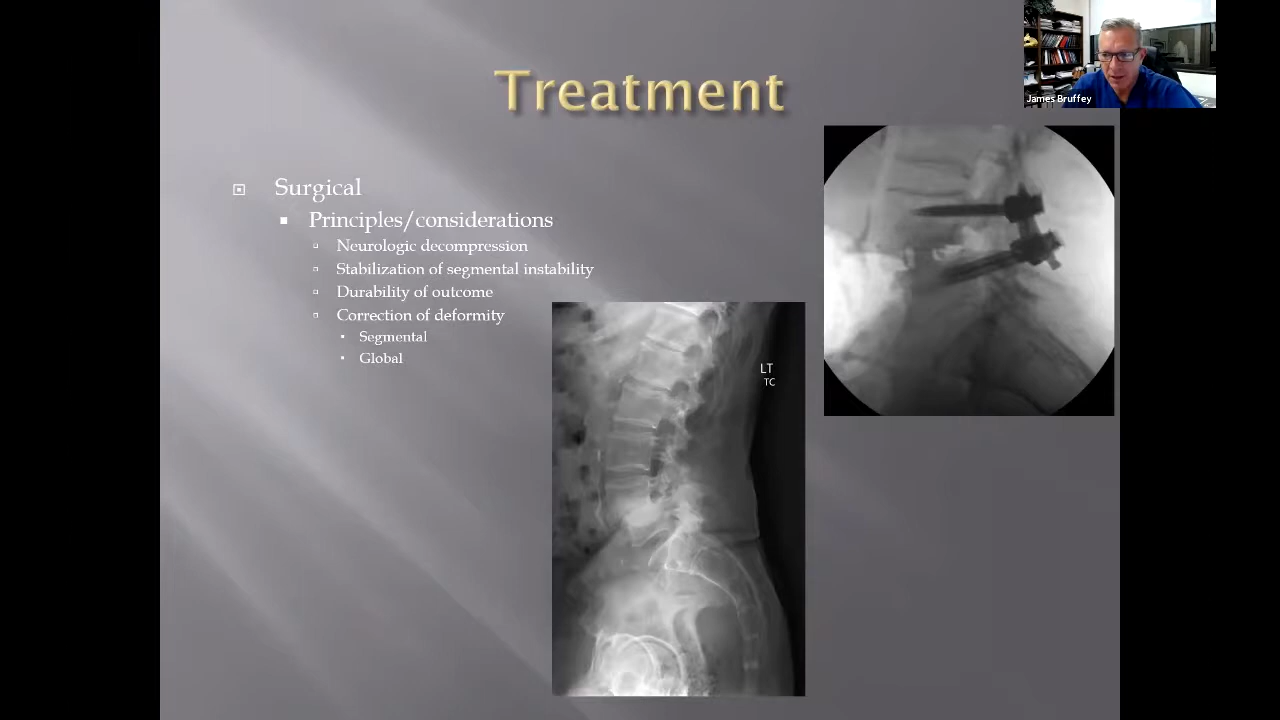 Treatment
James Bruffey
Surgical
Principles/considerations
Neurologic decompression
Stabilization of segmental instability
Durability of outcome
Correction of deformity
Segmental
Global
LT
TC